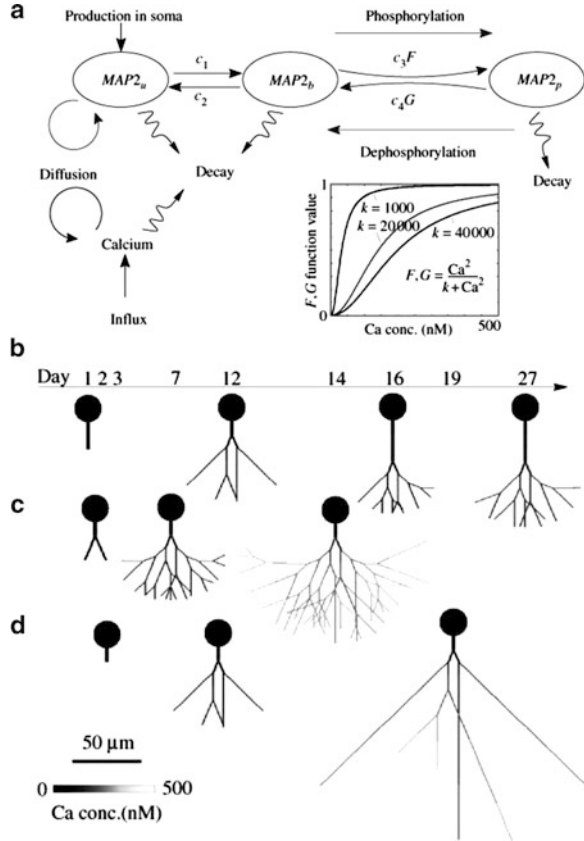 a
Production in soma
Phosphorylation
MAP2u
c1
c2
MAP2b
c3F
c4G
MAP2p
Diffusion
Decay
Dephosphorylation
Decay
Calcium
Influx
F,G function value
1
0
k = 1000
k = 20000
k = 40000
F,G = Ca2
k + Ca2
Ca conc. (nM)
500
b
Day 1 2 3 7 12 14 16 19 27
c
d
50 μm
0 500
Ca conc.(nM)